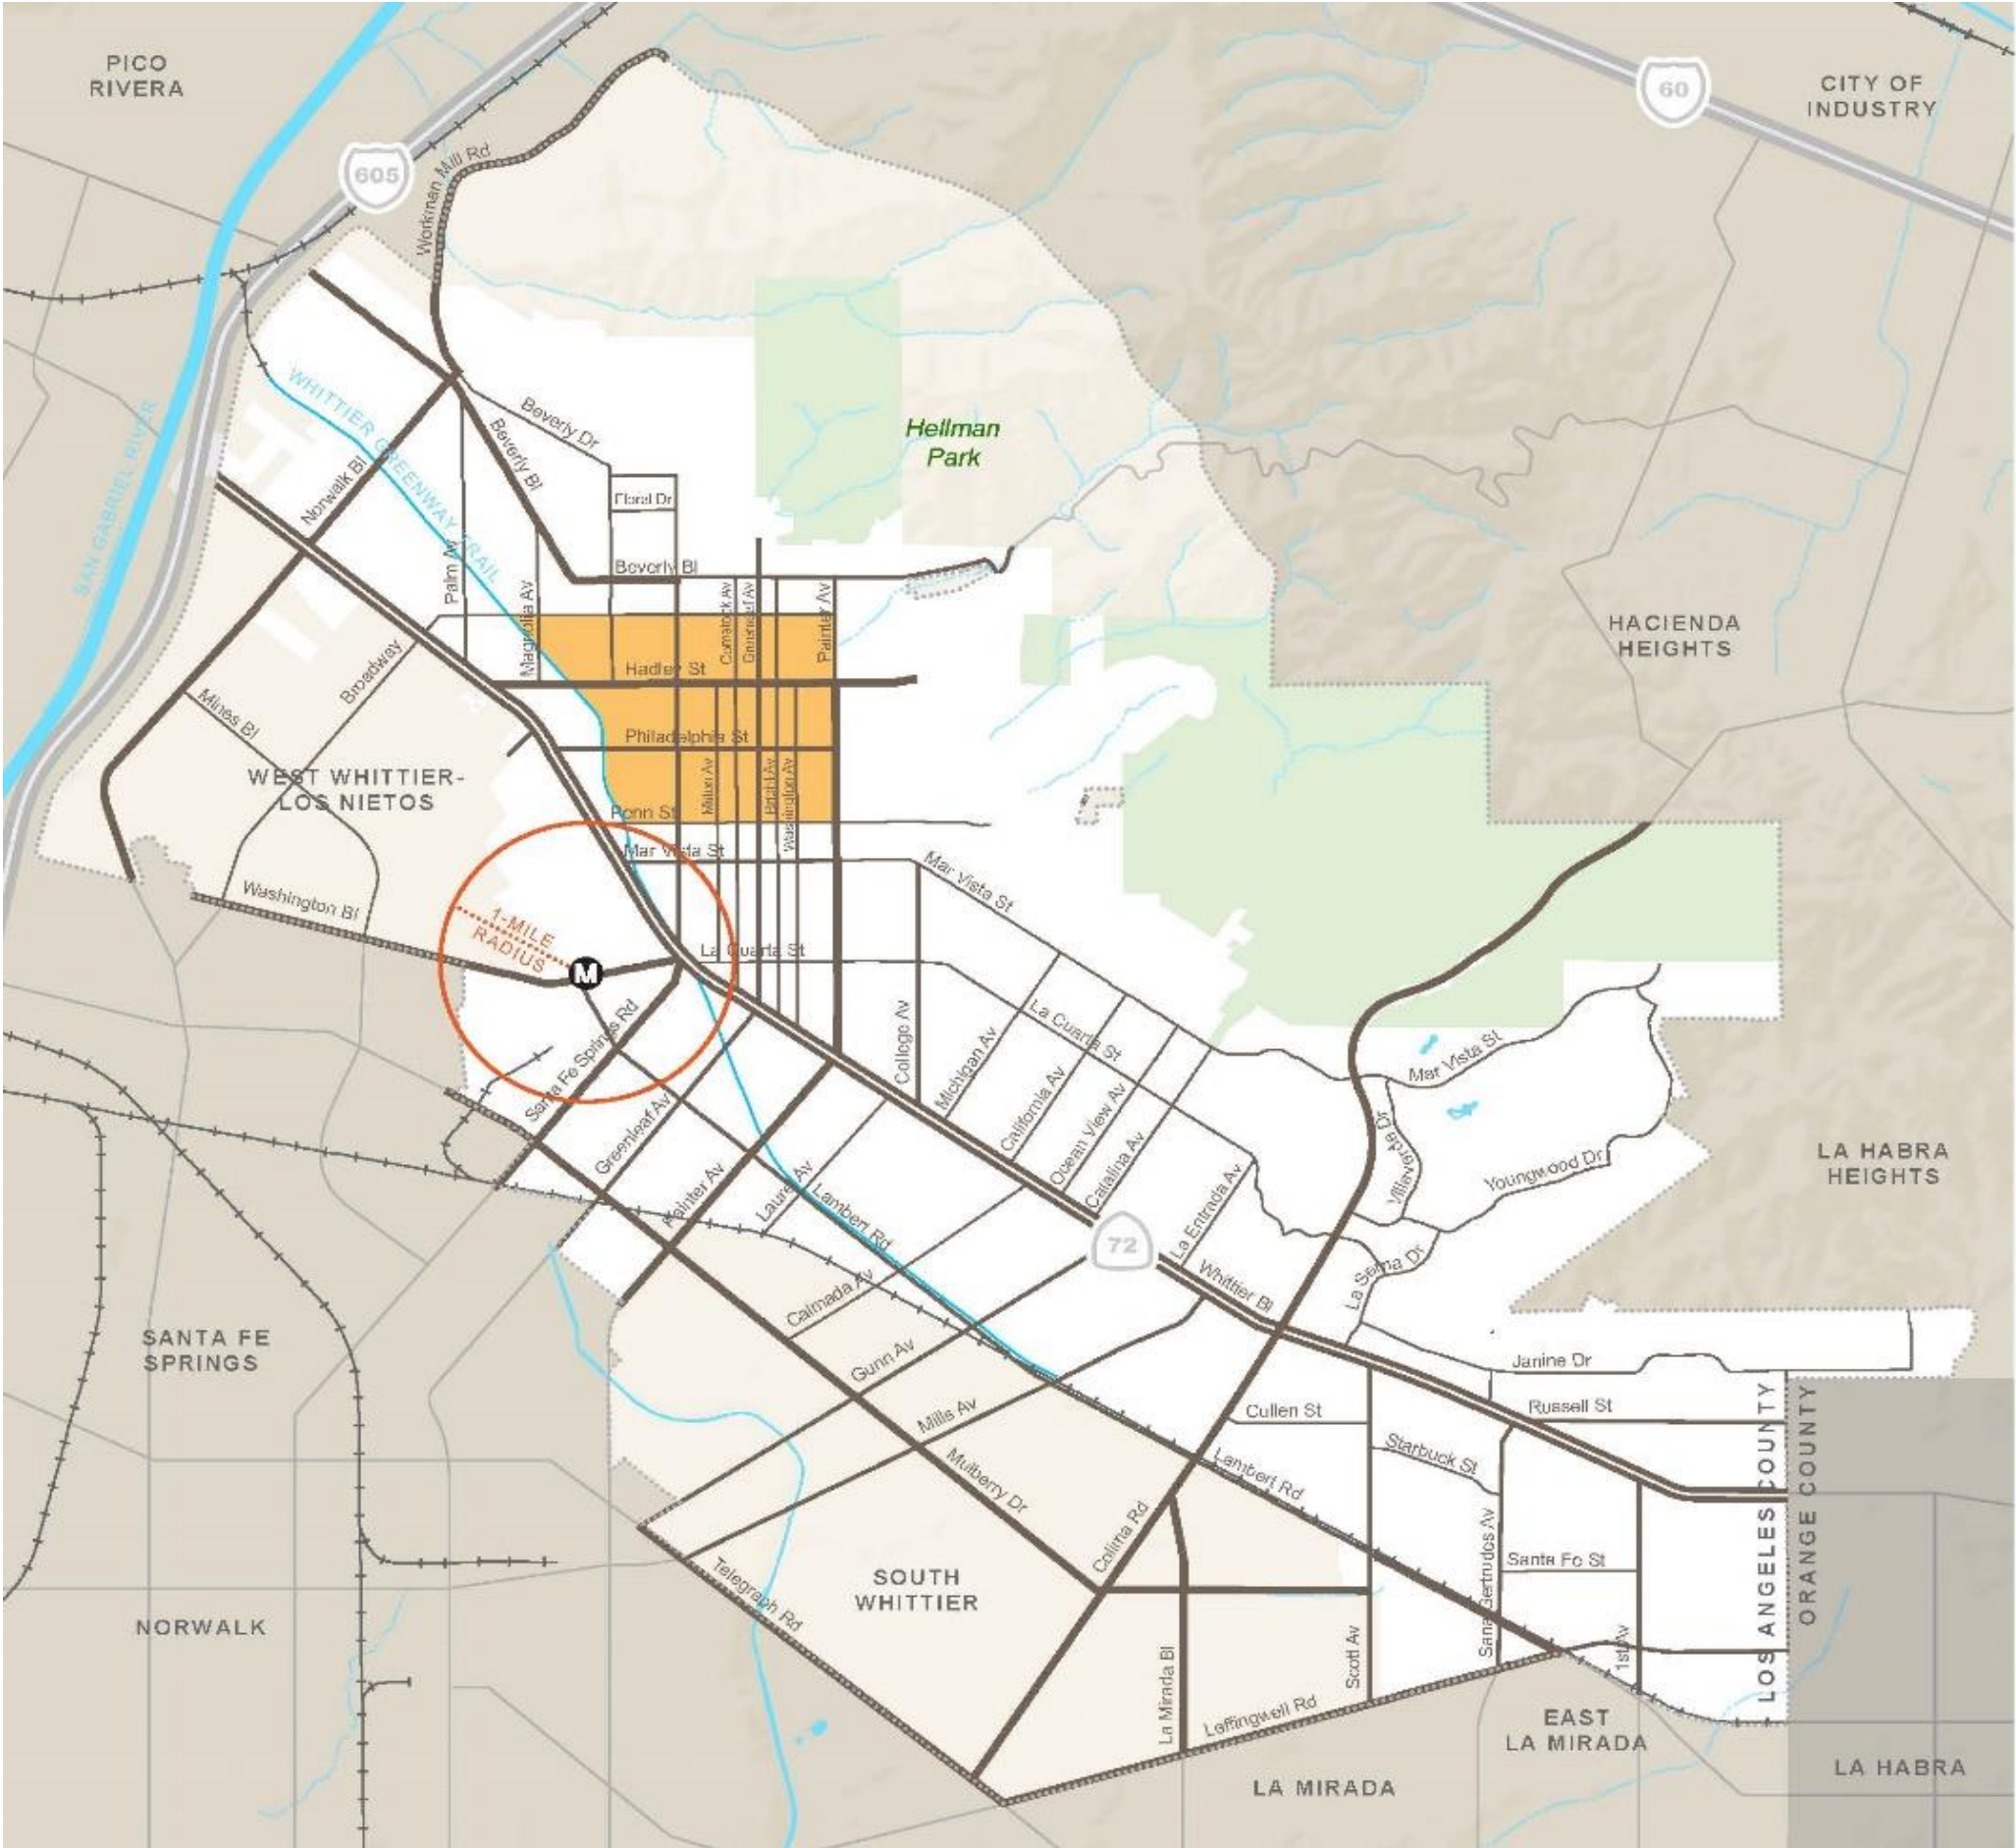 PICO
RIVERA
60
CITY OF
INDUSTRY
605
Workman Mill Rd
WHITTIER GREENWAY TRAIL
SAN GABRIEL RIVER
Beverly Dr
Beverly Bl
Norwalk Bl
Floral Dr
Hellman
Park
Beverly Bl
Palm Av
Magnolia Av
Comstock Av
Greenleaf Av
Painter Av
Broadway
Hadley St
HACIENDA
HEIGHTS
Mines Bl
Philadelphia St
WEST WHITTIER-
LOS NIETOS
Milton Av
Bright Av
Washington Av
Penn St
Mar Vista St
Mar Vista St
Washington Bl
1-MILE
RADIUS
M
La Cuarta St
Santa Fe Springs Rd
College Av
Michigan Av
La Cuarta St
California Av
Ocean View Av
Catalina Av
Mar Vista St
Villaverde Dr
Youngwood Dr
LA HABRA
HEIGHTS
Greenleaf Av
Painter Av
Laurel Av
Lambert Rd
La Entrada Av
72
Whittier Bl
La Serna Dr
Calmada Av
Gunn Av
Mills Av
SANTA FE
SPRINGS
Janine Dr
Cullen St
Russell St
Starbuck St
Mulberry Dr
Lambert Rd
Colima Rd
Santa Gertrudes Av
Santa Fe St
LOS ANGELES COUNTY
ORANGE COUNTY
Telegraph Rd
SOUTH
WHITTIER
NORWALK
La Mirada Bl
Scott Av
1st Av
Leffingwell Rd
EAST
LA MIRADA
LA MIRADA
LA HABRA